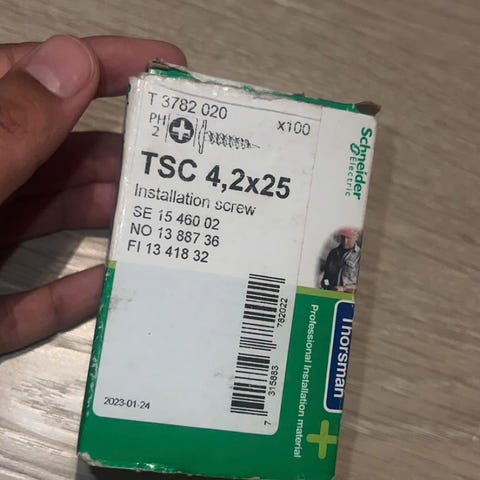 T 3782 020
PH
2
x100
TSC 4,2x25
Installation screw
SE 15 460 02
NO 13 887 36
FI 13 418 32
2023-01-24
7 315883 782022
Schneider
Electric
Thorsman
Professional installation material